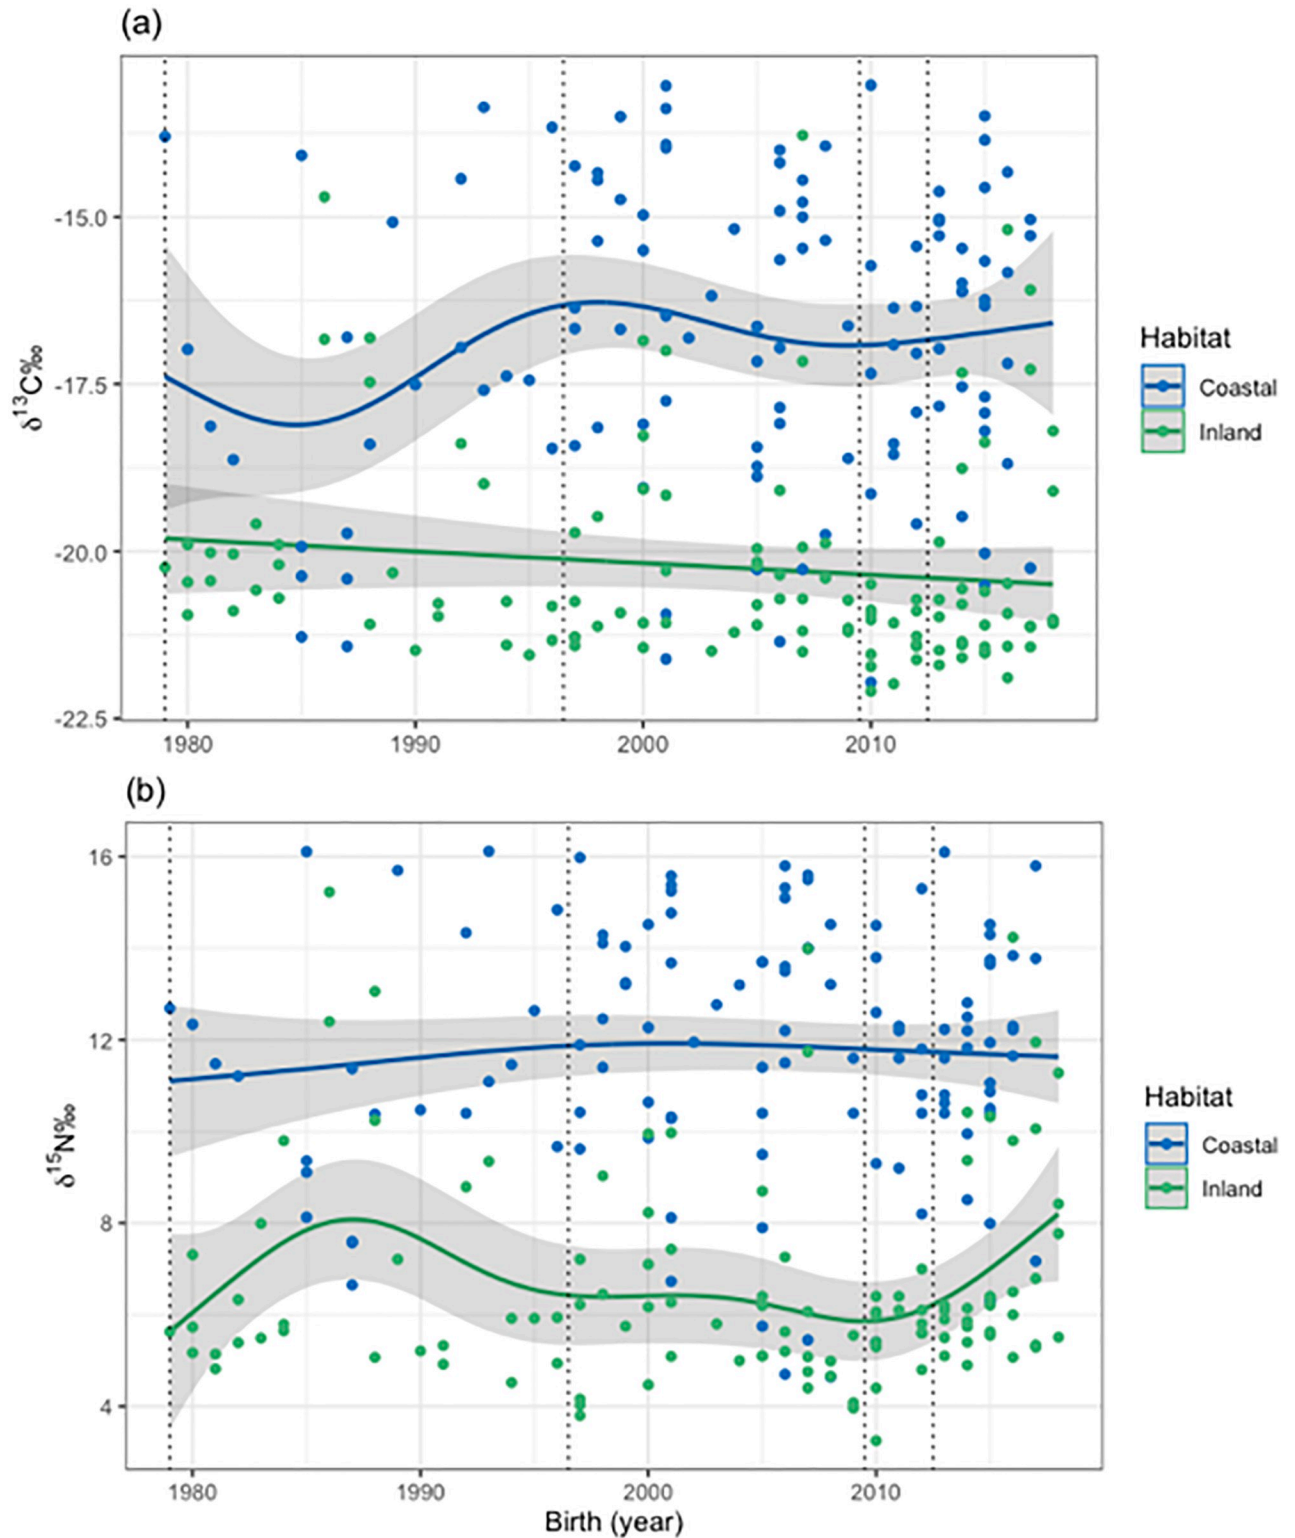 (a)
-15.0
-17.5
-20.0
-22.5
δ13C‰
1980 1990 2000 2010
Habitat
Coastal
Inland
(b)
16
12
8
4
δ15N‰
1980 1990 2000 2010
Birth (year)
Habitat
Coastal
Inland